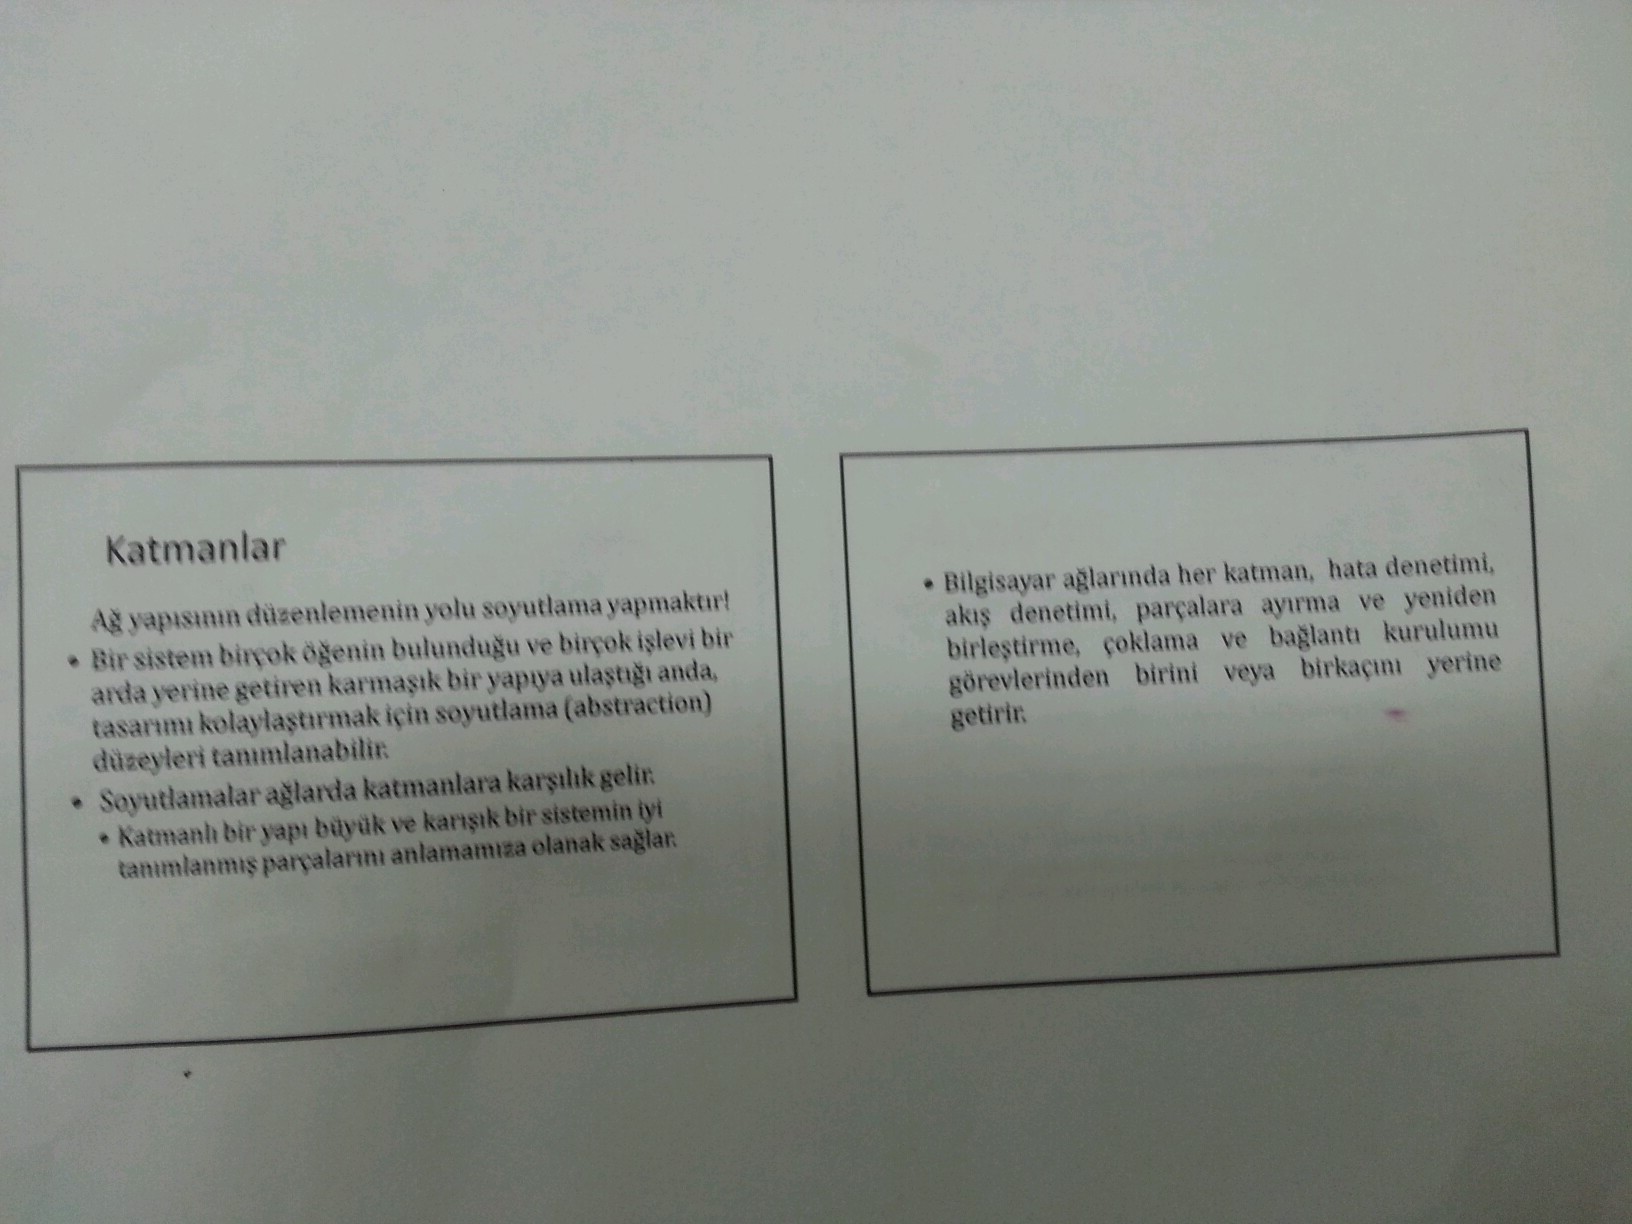 Katmanlar
Ağ yapısının düzenlemenin yolu soyutlama yapmaktır!
• Bir sistem birçok öğenin bulunduğu ve birçok işlevi bir
arda yerine getiren karmaşık bir yapıya ulaştığı anda,
tasarımı kolaylaştırmak için soyutlama (abstraction)
düzeyleri tanımlanabilir.
• Soyutlamalar ağlarda katmanlara karşılık gelir.
• Katmanlı bir yapı büyük ve karışık bir sistemin iyi
tanımlanmış parçalarını anlamamıza olanak sağlar.
• Bilgisayar ağlarında her katman, hata denetimi,
akış denetimi, parçalara ayırma ve yeniden
birleştirme, çoklama ve bağlantı kurulumu
görevlerinden birini veya birkaçını yerine
getirir.